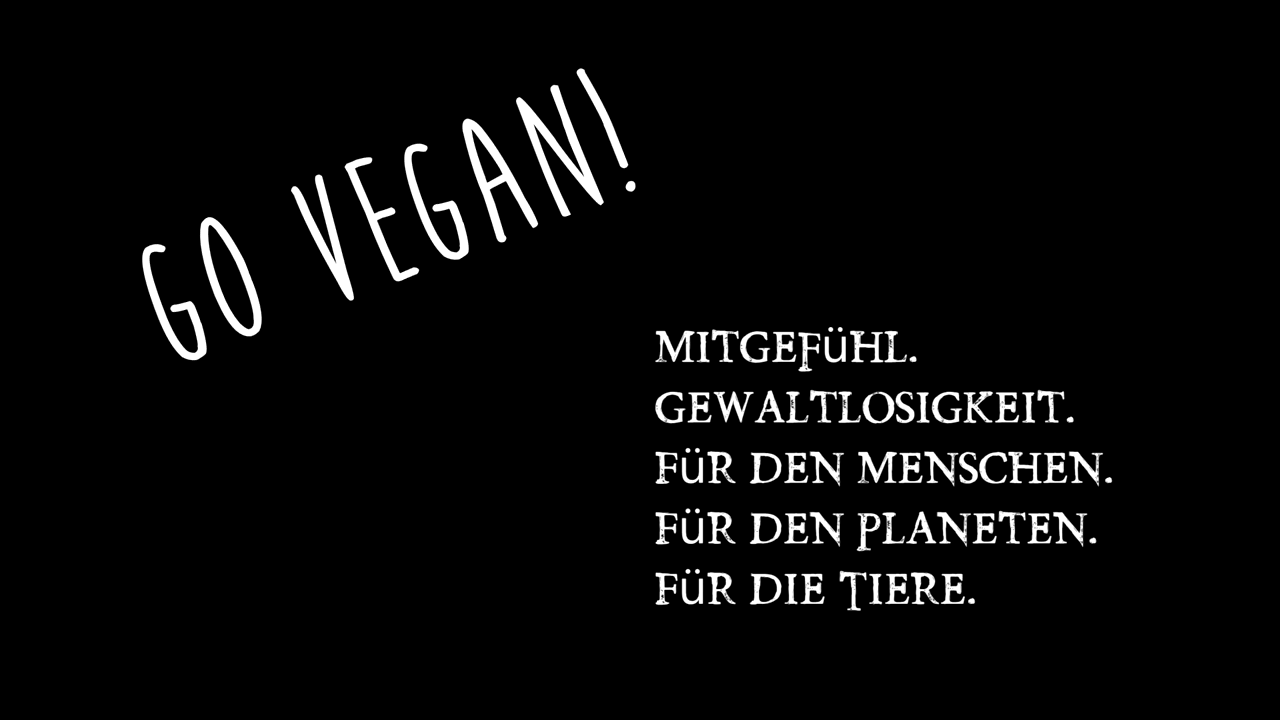 GO VEGAN!
MITGEFÜHL.
GEWALTLOSIGKEIT.
FÜR DEN MENSCHEN.
FÜR DEN PLANETEN.
FÜR DIE TIERE.